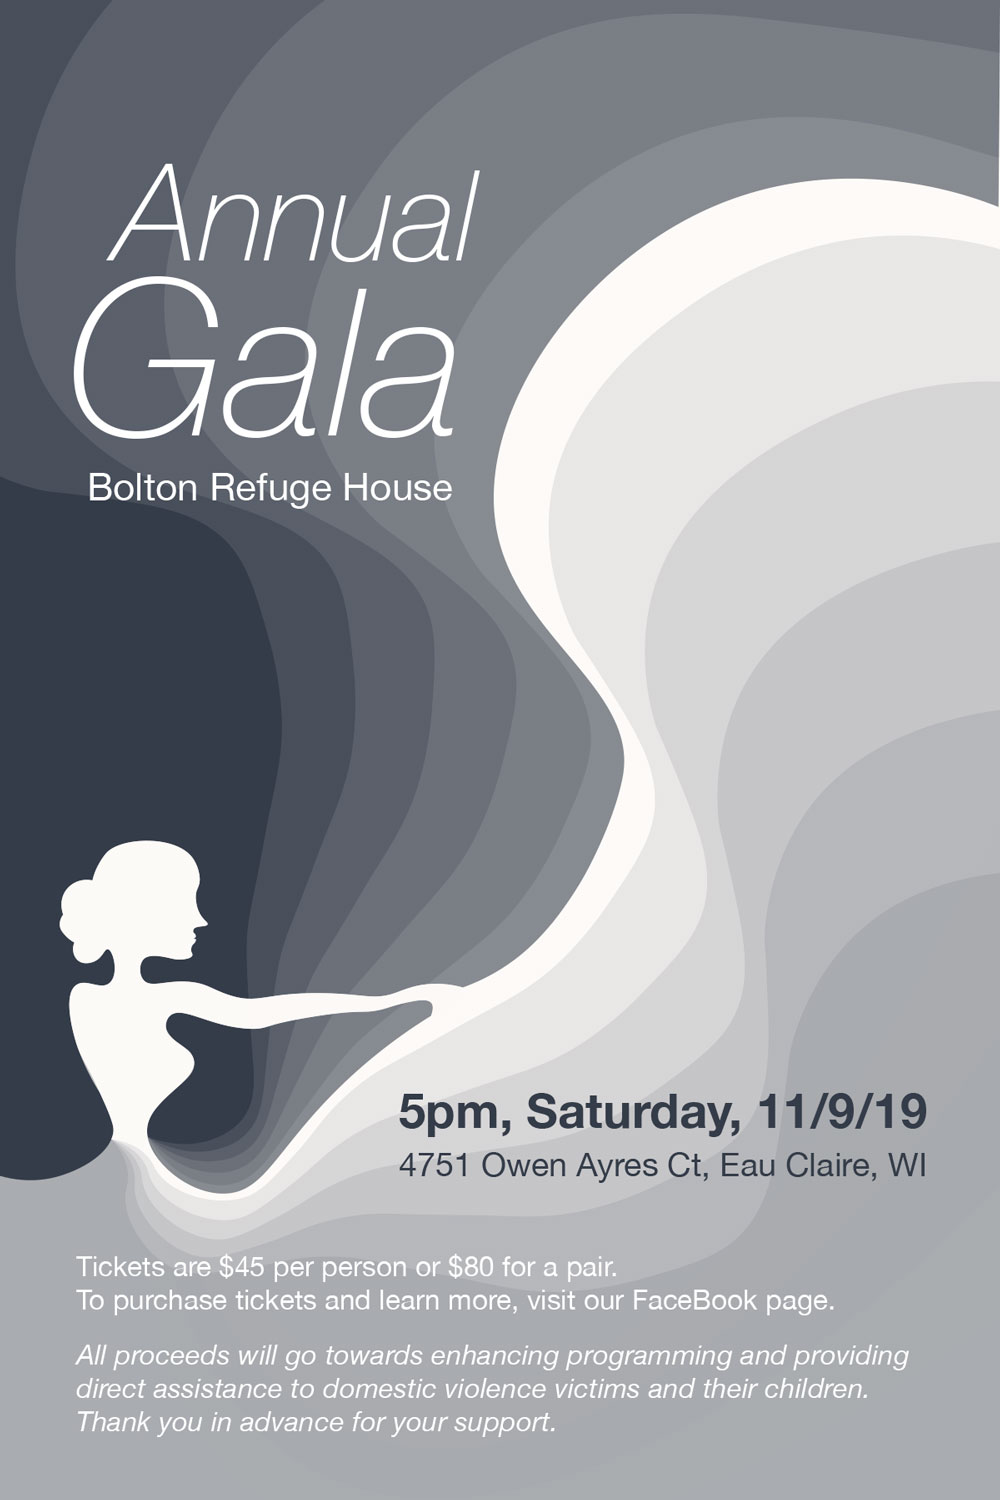 Annual
Gala
Bolton Refuge House
5pm, Saturday, 11/9/19
4751 Owen Ayres Ct, Eau Claire, WI
Tickets are $45 per person or $80 for a pair.
To purchase tickets and learn more, visit our FaceBook page.
All proceeds will go towards enhancing programming and providing
direct assistance to domestic violence victims and their children.
Thank you in advance for your support.